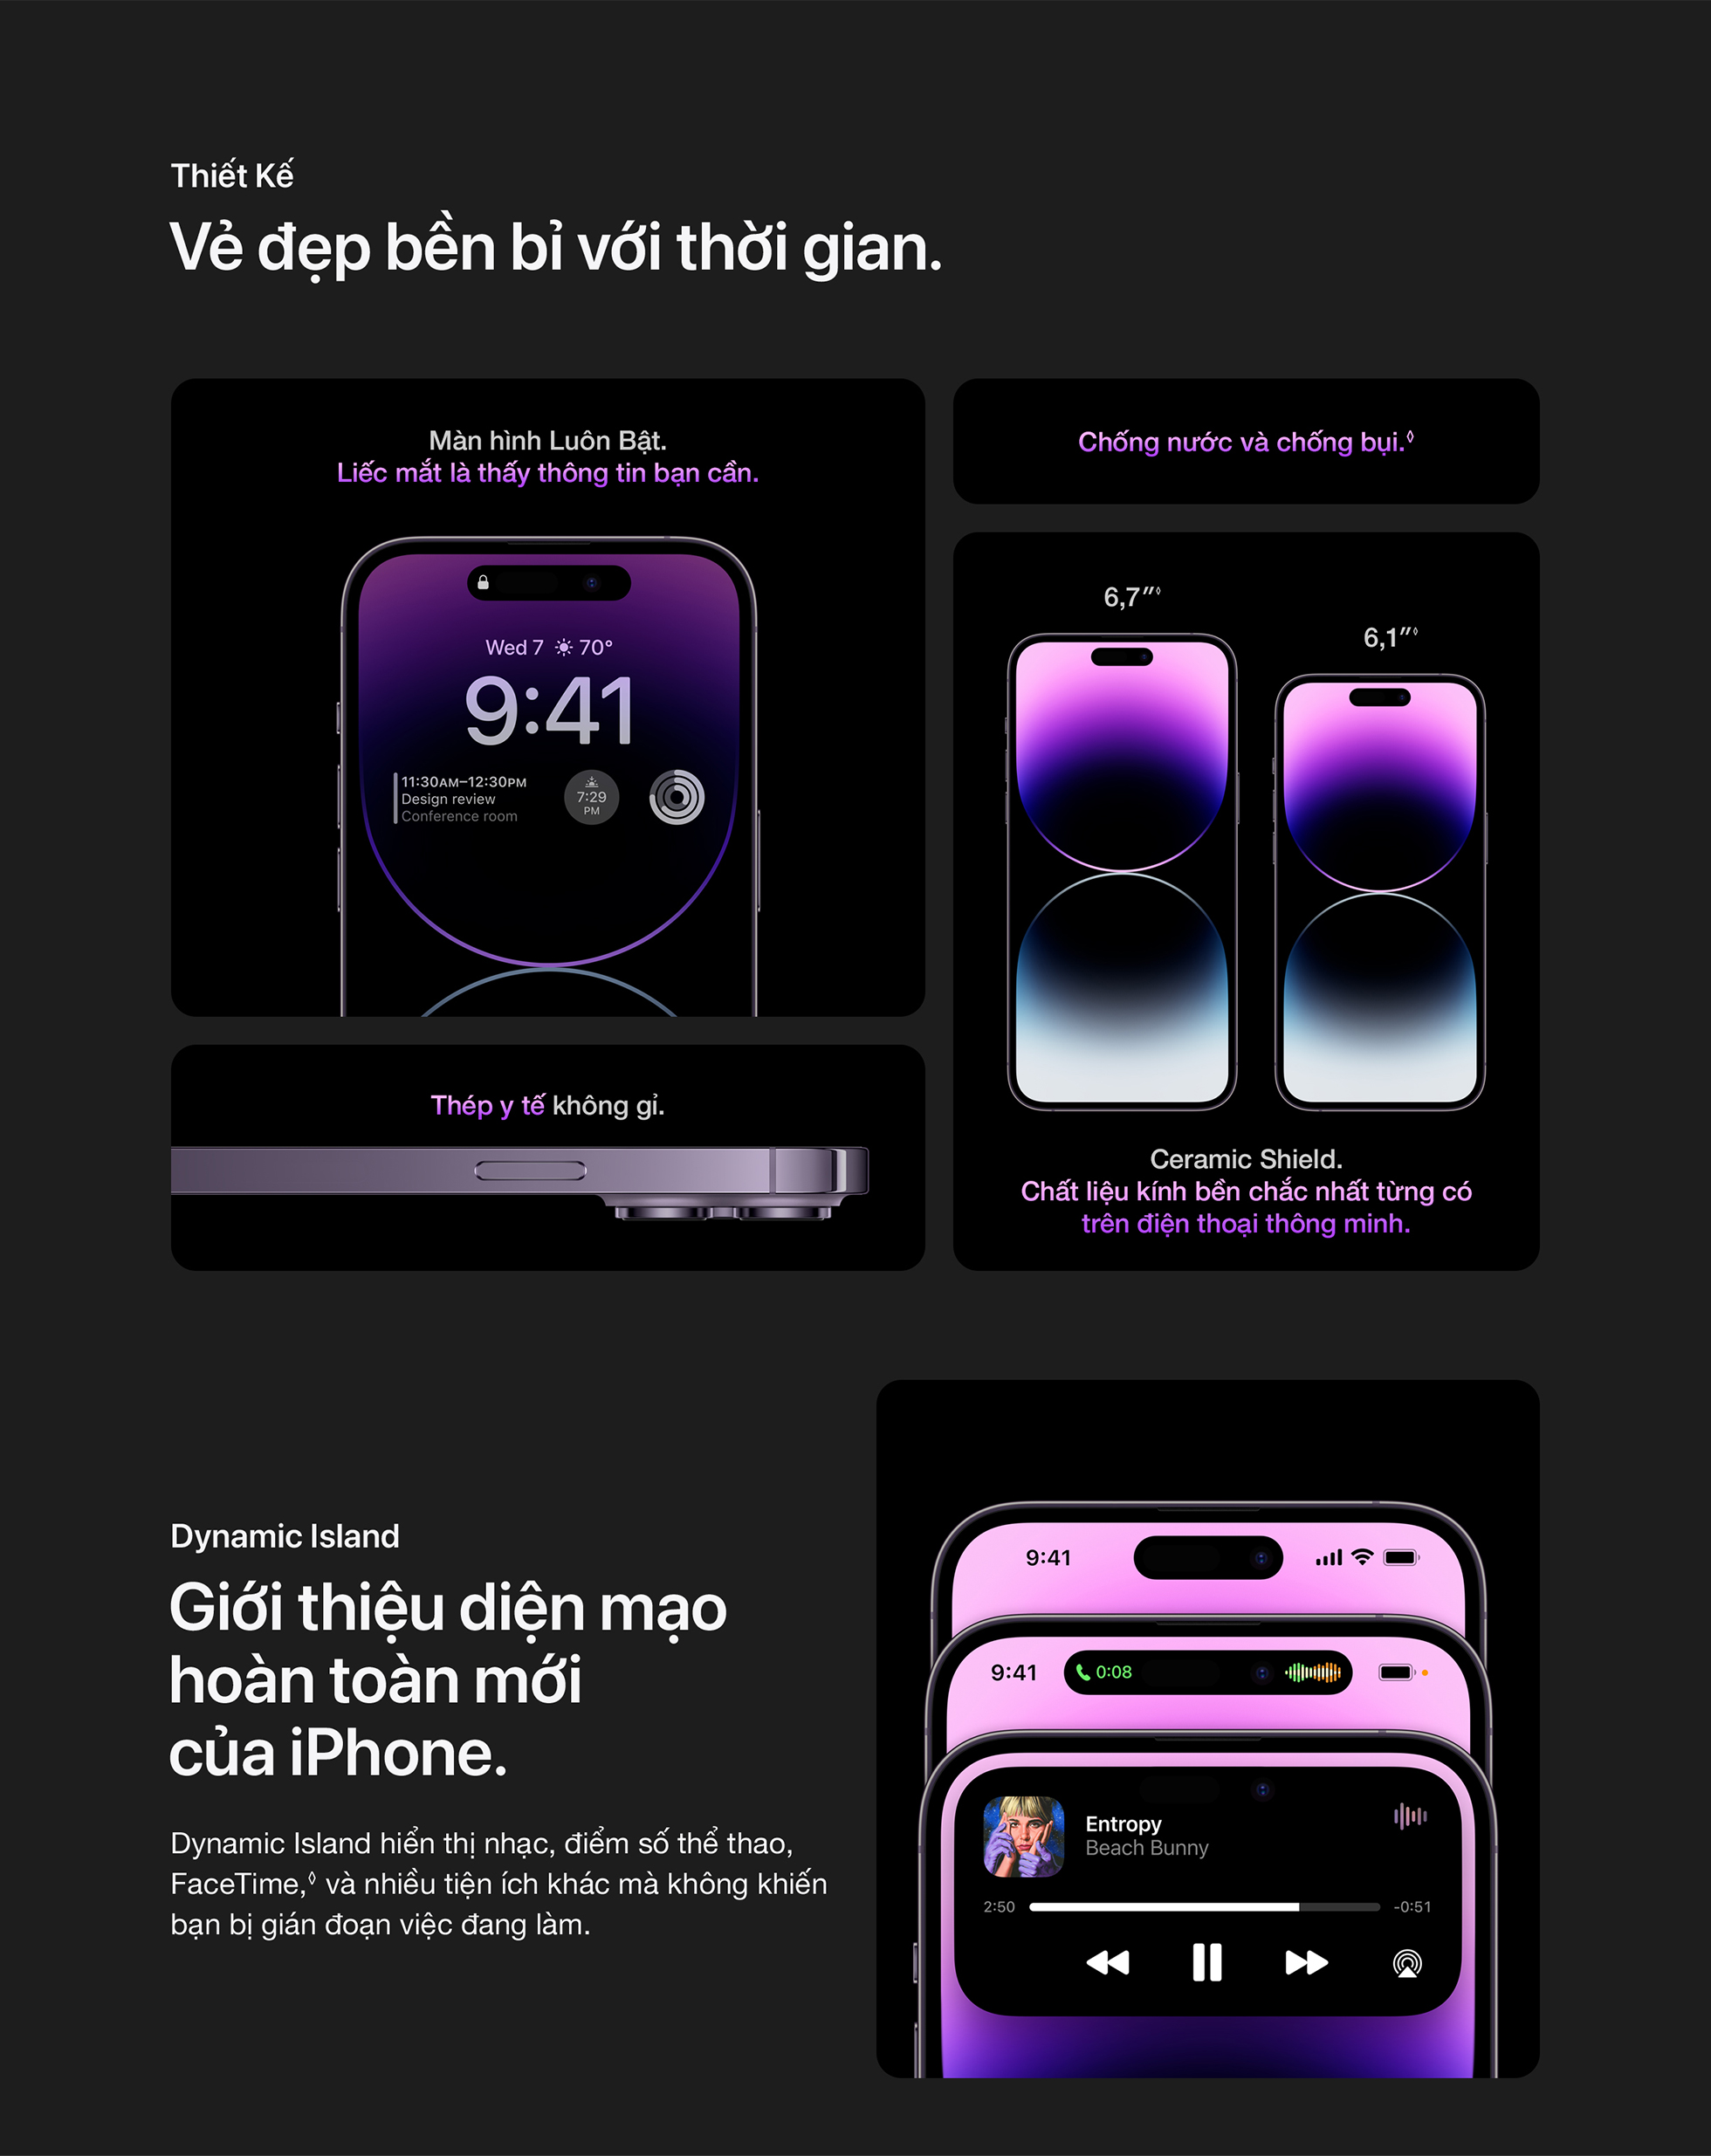 Thiết Kế
Vẻ đẹp bền bỉ với thời gian.
Màn hình Luôn Bật.
Liếc mắt là thấy thông tin bạn cần.
Wed 7 70°
9:41
11:30AM–12:30PM
Design review
Conference room
7:29
PM
Thép y tế không gỉ.
Chống nước và chống bụi.◊
6,7″◊
6,1″◊
Ceramic Shield.
Chất liệu kính bền chắc nhất từng có
trên điện thoại thông minh.
Dynamic Island
Giới thiệu diện mạo
hoàn toàn mới
của iPhone.
Dynamic Island hiển thị nhạc, điểm số thể thao,
FaceTime,◊ và nhiều tiện ích khác mà không khiến
bạn bị gián đoạn việc đang làm.
9:41
9:41 0:08
Entropy
Beach Bunny
2:50 -0:51